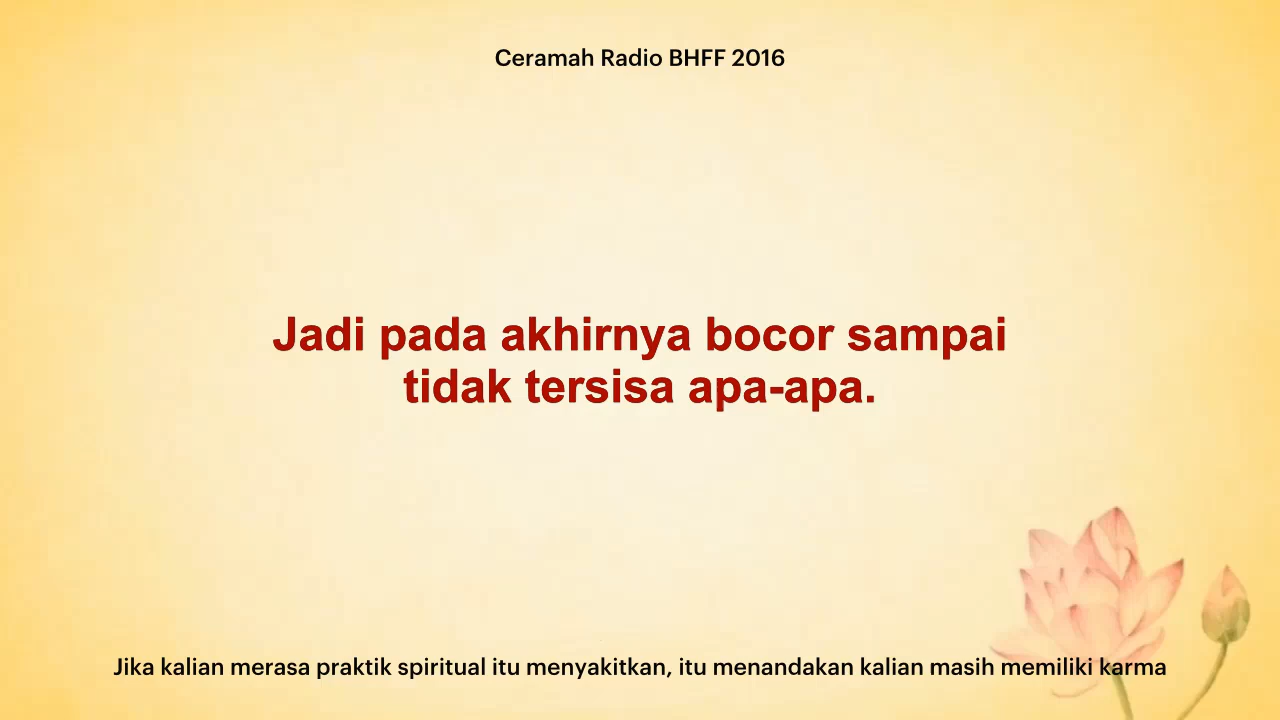 Ceramah Radio BHFF 2016
Jadi pada akhirnya bocor sampai
tidak tersisa apa-apa.
Jika kalian merasa praktik spiritual itu menyakitkan, itu menandakan kalian masih memiliki karma